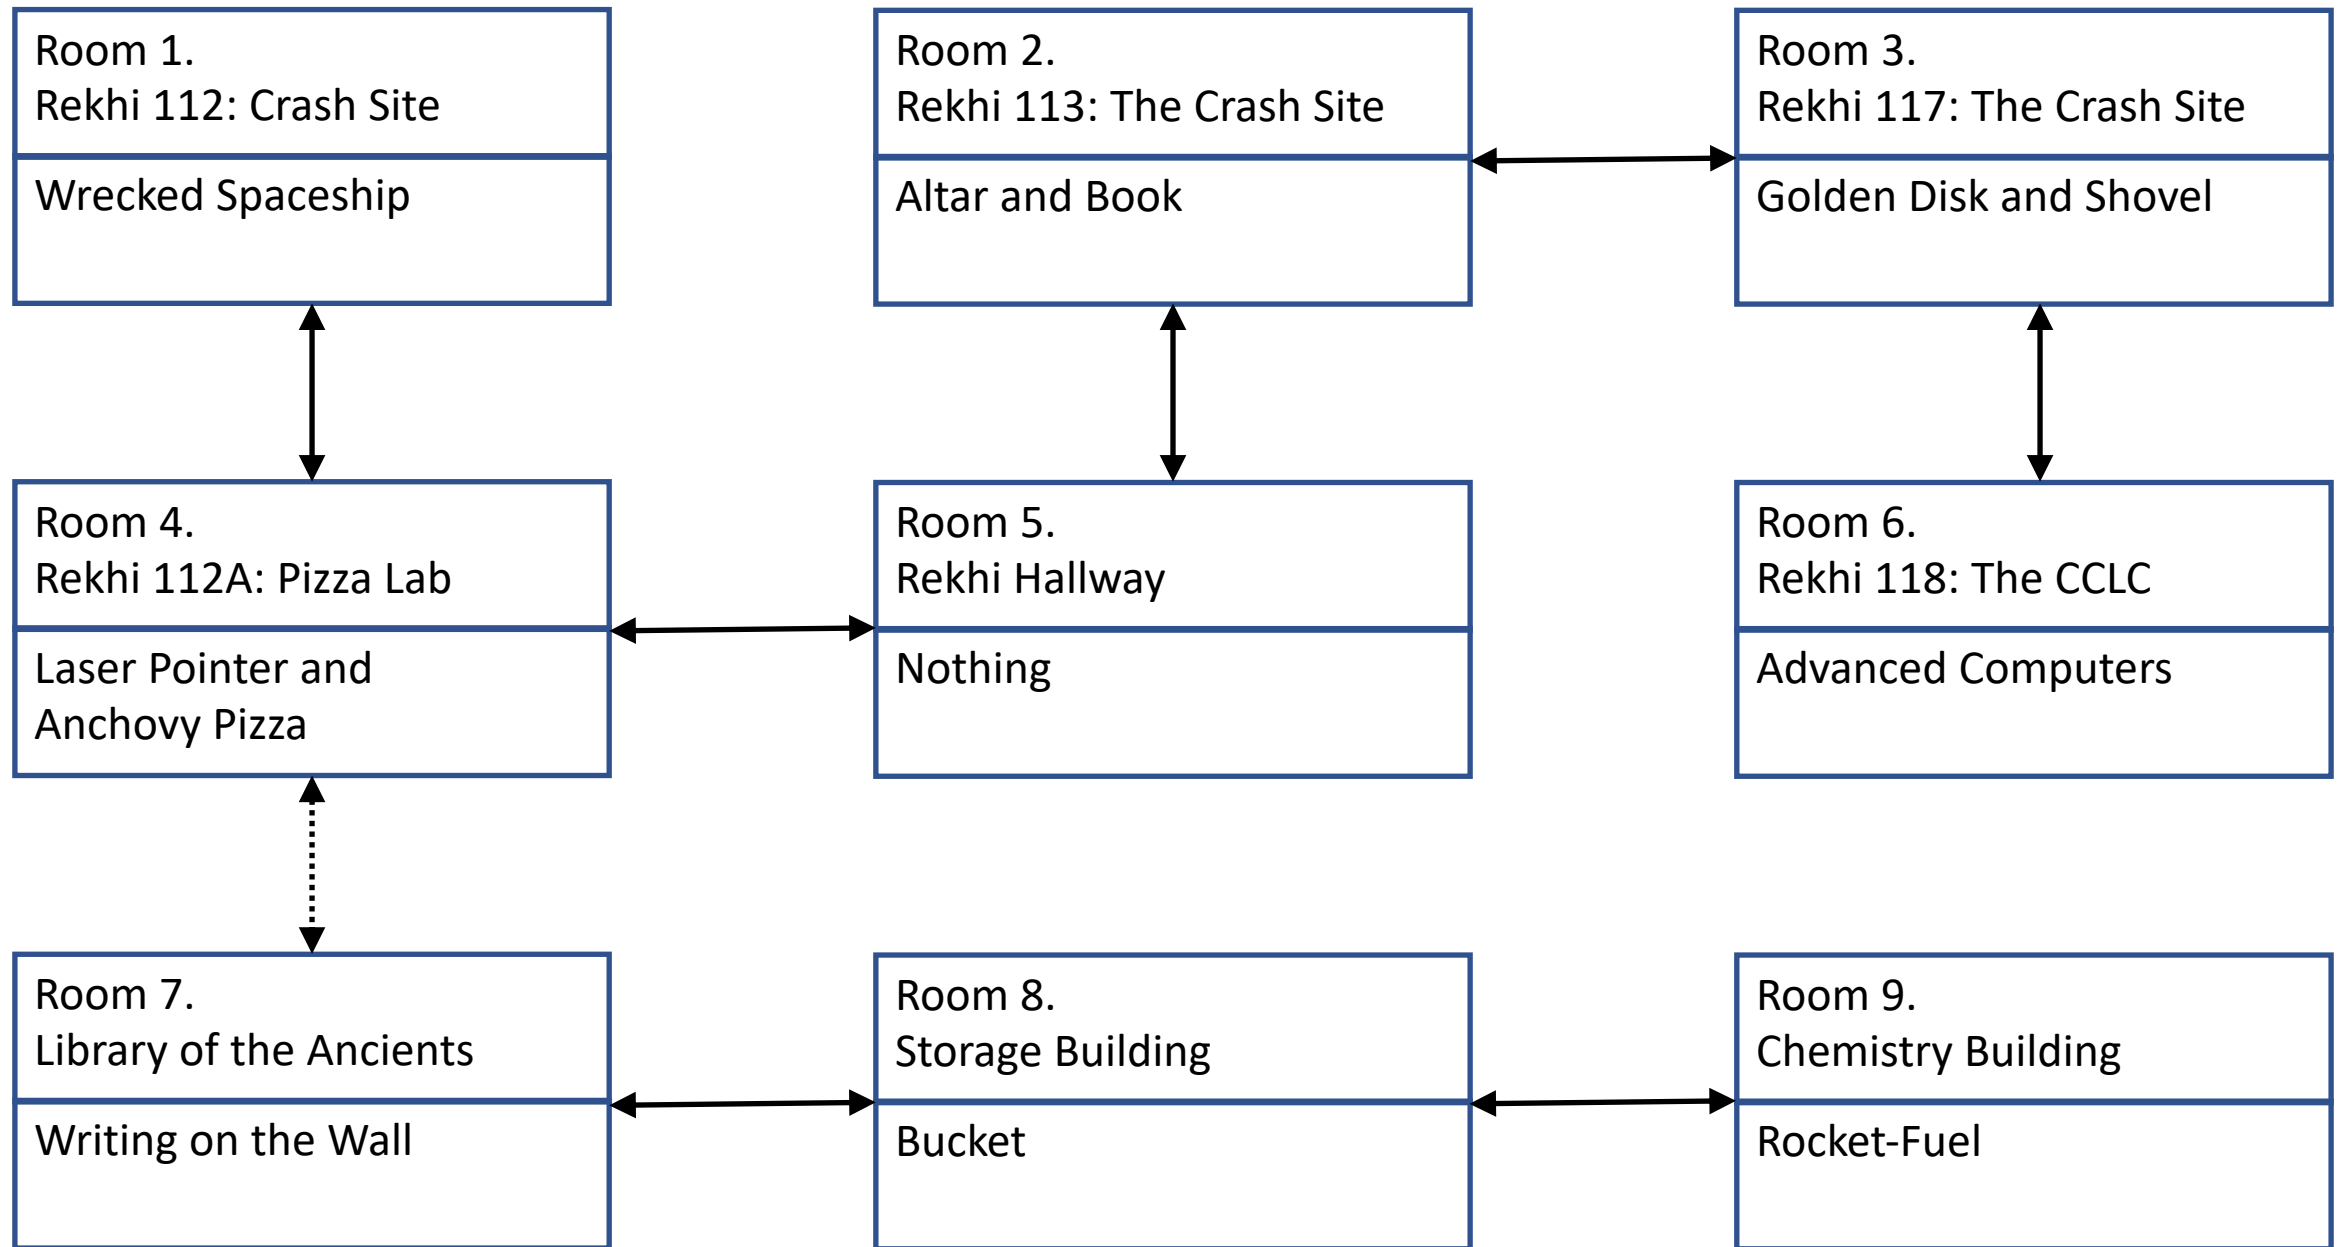 Room 1.
Rekhi 112: Crash Site
Wrecked Spaceship
Room 2.
Rekhi 113: The Crash Site
Altar and Book
Room 3.
Rekhi 117: The Crash Site
Golden Disk and Shovel
Room 4.
Rekhi 112A: Pizza Lab
Laser Pointer and
Anchovy Pizza
Room 5.
Rekhi Hallway
Nothing
Room 6.
Rekhi 118: The CCLC
Advanced Computers
Room 7.
Library of the Ancients
Writing on the Wall
Room 8.
Storage Building
Bucket
Room 9.
Chemistry Building
Rocket-Fuel